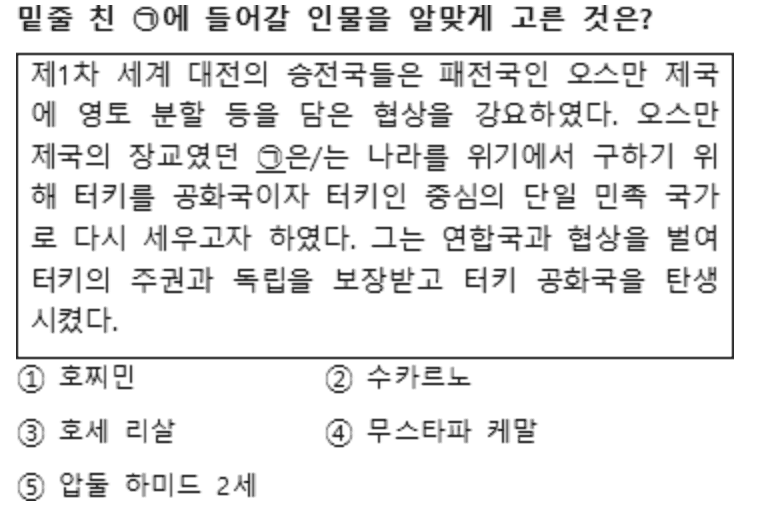 밑줄 친 ㉠에 들어갈 인물을 알맞게 고른 것은?
제1차 세계 대전의 승전국들은 패전국인 오스만 제국
에 영토 분할 등을 담은 협상을 강요하였다. 오스만
제국의 장교였던 ㉠은/는 나라를 위기에서 구하기 위
해 터키를 공화국이자 터키인 중심의 단일 민족 국가
로 다시 세우고자 하였다. 그는 연합국과 협상을 벌여
터키의 주권과 독립을 보장받고 터키 공화국을 탄생
시켰다.
① 호찌민 ② 수카르노
③ 호세 리살 ④ 무스타파 케말
⑤ 압둘 하미드 2세